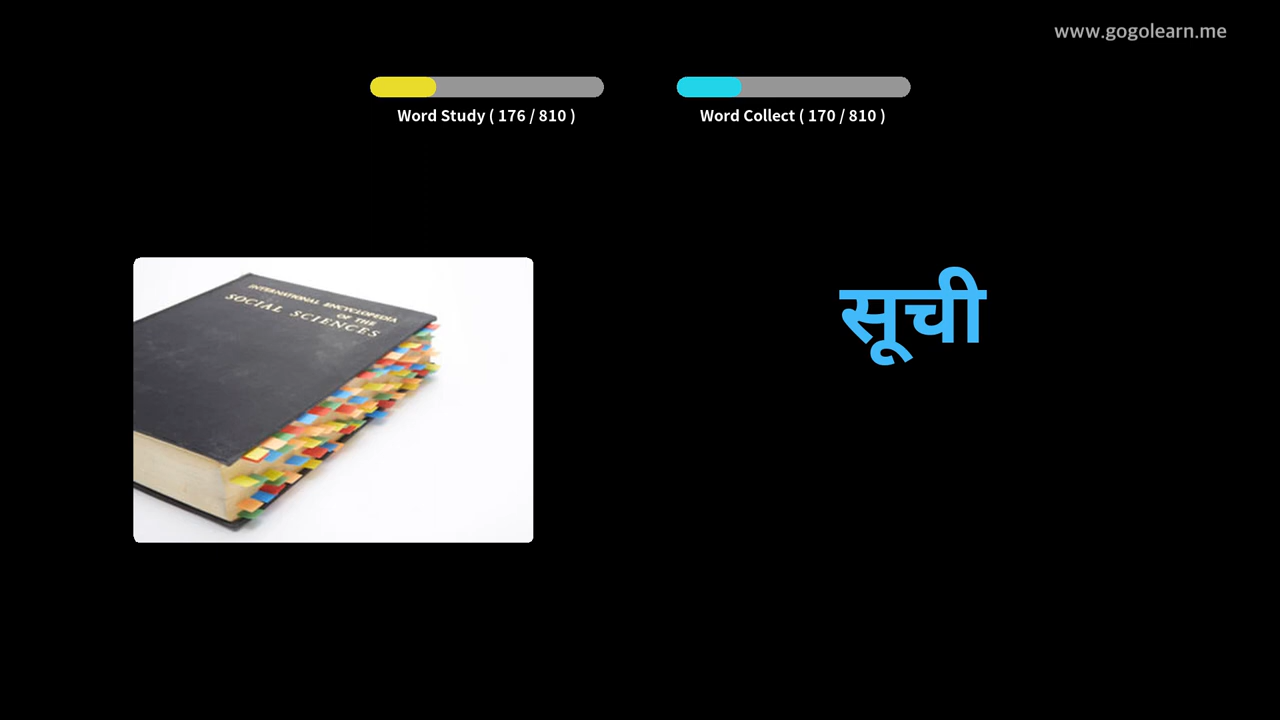 www.gogolearn.me
Word Study ( 176 / 810 )
Word Collect ( 170 / 810 )
INTERNATIONAL ENCYCLOPEDIA
OF THE
SOCIAL SCIENCES
सूची